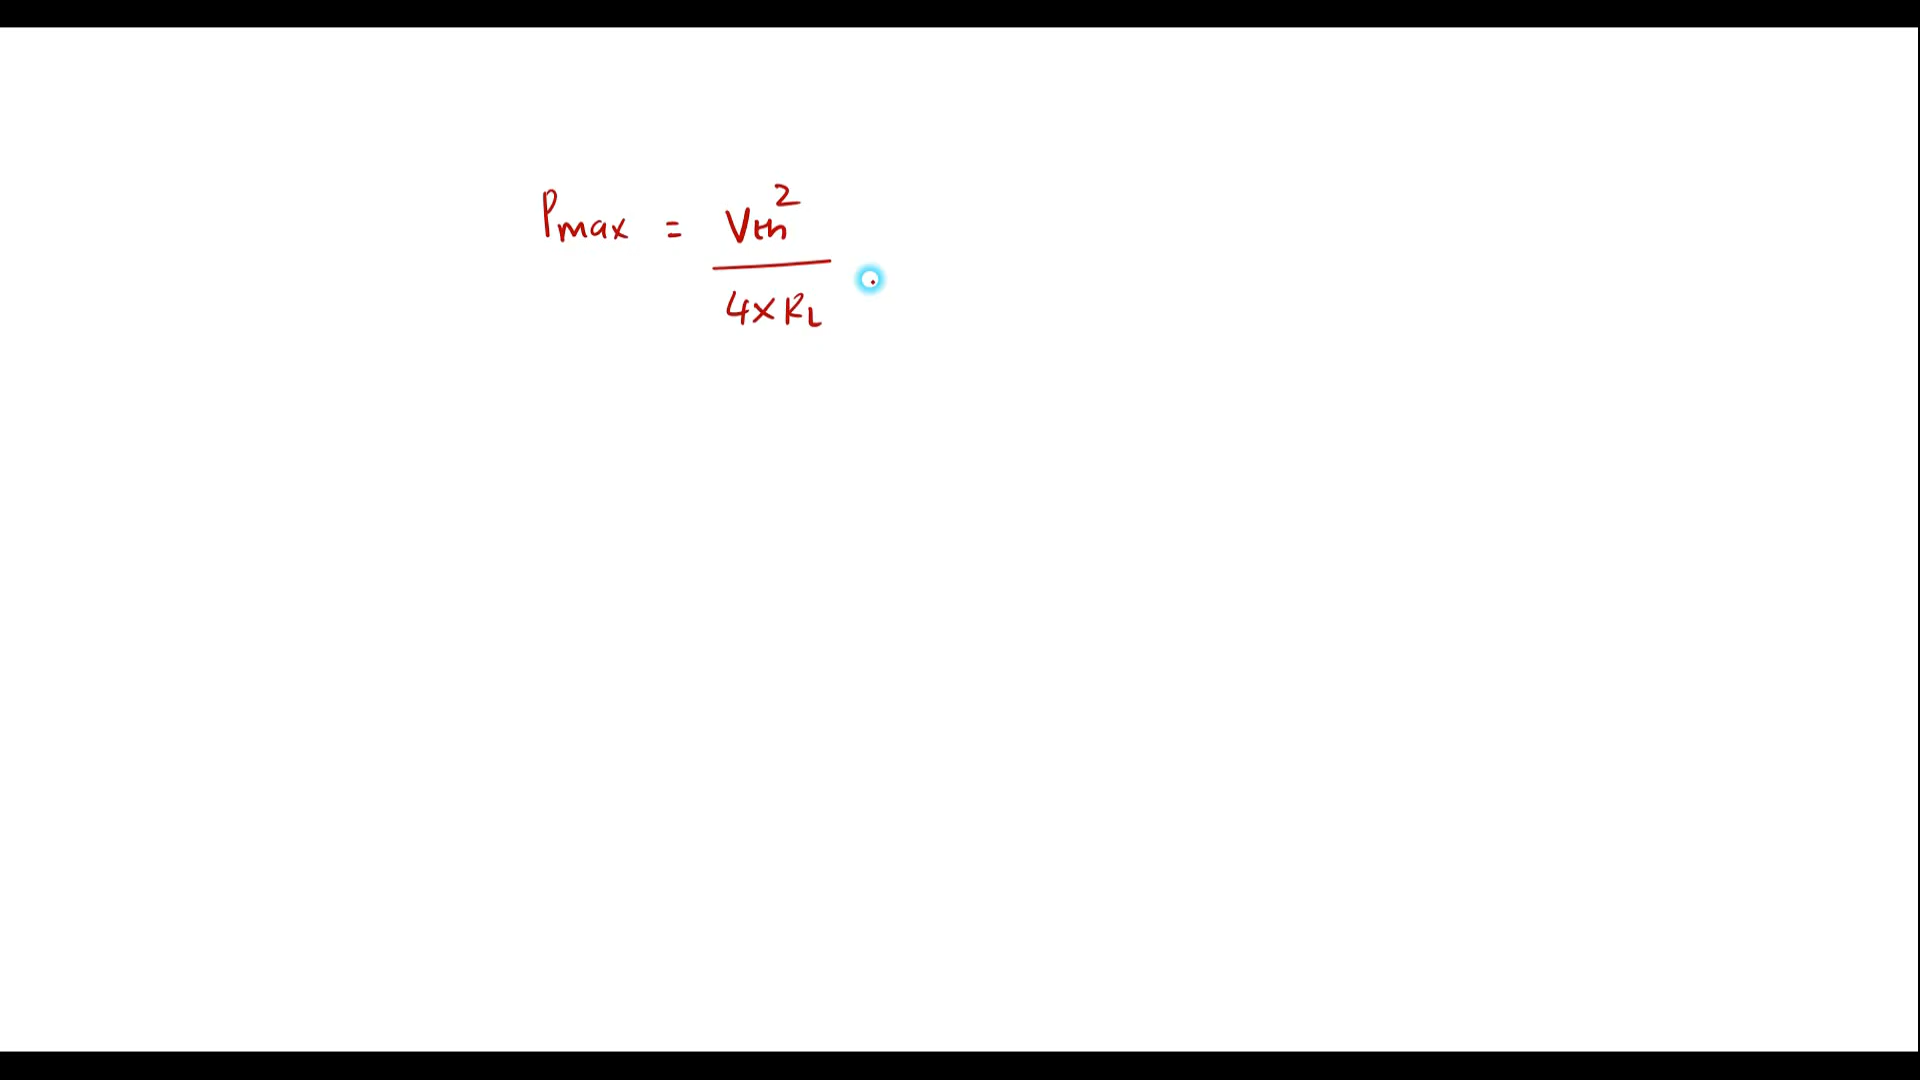 Pmax = Vth²
4×RL